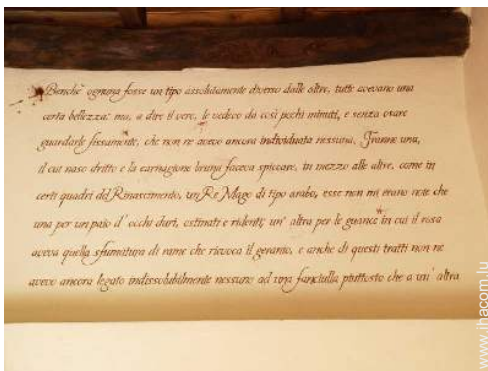 Benchè ognuna fosse un tipo assolutamente diverso dalle altre, tutte avevano una
certa bellezza: ma, a dire il vero, le vedevo da così pochi minuti, e senza osare
guardarle fissamente, che non ne avevo ancora individuata nessuna. Tranne una,
il cui naso dritto e la carnagione bruna faceva spiccare, in mezzo alle altre, come in
certi quadri del Rinascimento, un Re Mago di tipo arabo, esse non mi erano note che
una per un paio d'occhi duri, ostinati e ridenti; un'altra per le guance in cui il rosa
aveva quella sfumatura di rame che rievoca il geranio, e anche di questi tratti non ne
avevo ancora legato indissolubilmente nessuno ad una fanciulla piuttosto che a un'altra
www.ihacom.lu